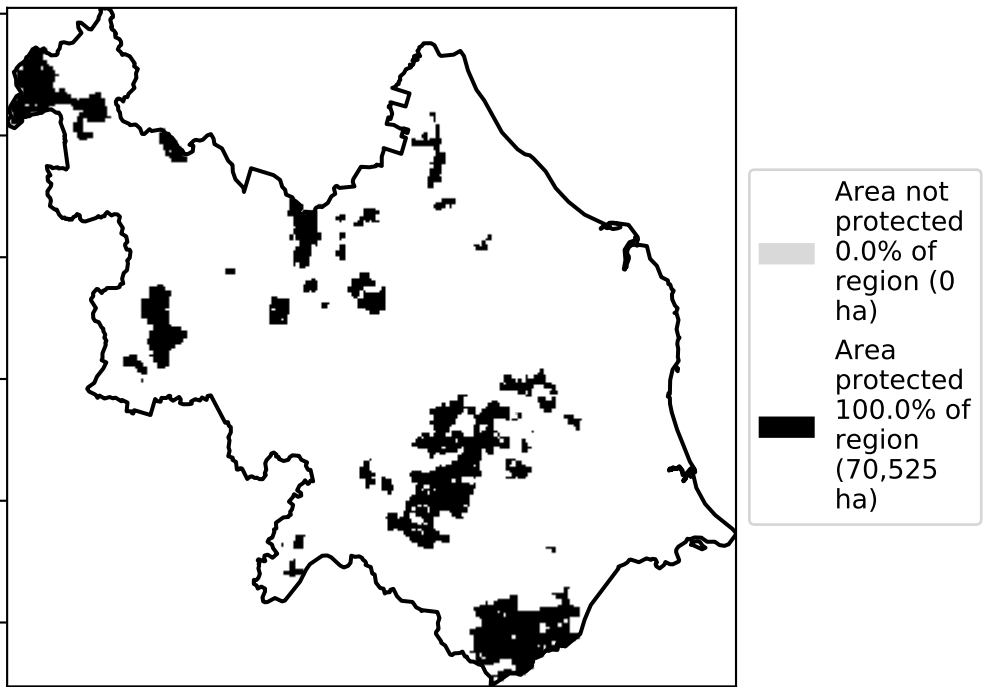 Area not
protected
0.0% of
region (0
ha)
Area
protected
100.0% of
region
(70,525
ha)